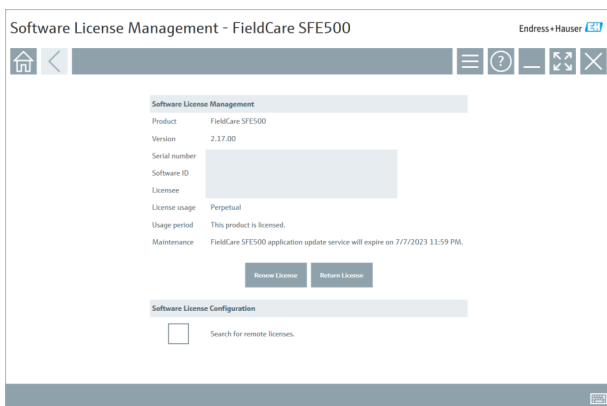 Software License Management - FieldCare SFE500
Endress+Hauser EH
?
Software License Management
Product FieldCare SFE500
Version 2.17.00
Serial number
Software ID
Licensee
License usage Perpetual
Usage period This product is licensed.
Maintenance FieldCare SFE500 application update service will expire on 7/7/2023 11:59 PM.
Renew License Return License
Software License Configuration
Search for remote licenses.